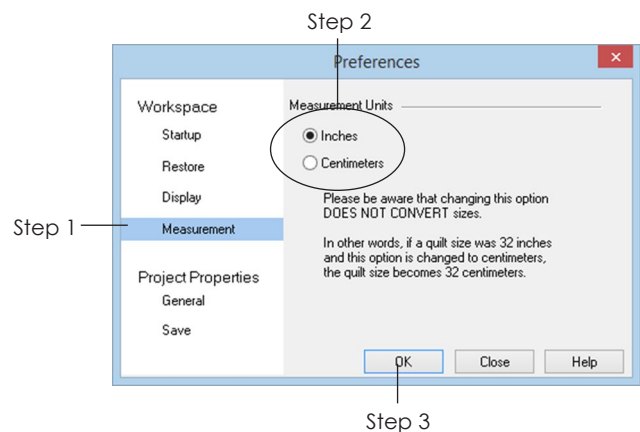 Step 2
Preferences
Workspace
Startup
Restore
Display
Step 1
Measurement
Project Properties
General
Save
Measurement Units
Inches
Centimeters
Please be aware that changing this option
DOES NOT CONVERT sizes.
In other words, if a quilt size was 32 inches
and this option is changed to centimeters,
the quilt size becomes 32 centimeters.
OK
Close
Help
Step 3